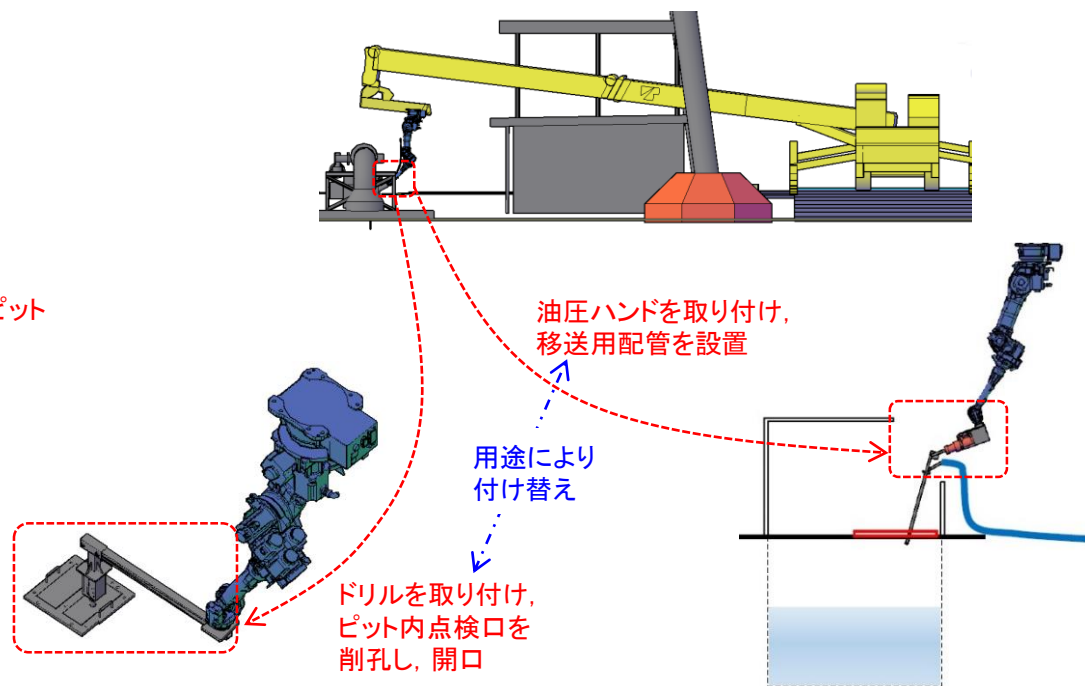 ピット
油圧ハンドを取り付け，
移送用配管を設置
用途により
付け替え
ドリルを取り付け，
ピット内点検口を
削孔し，開口